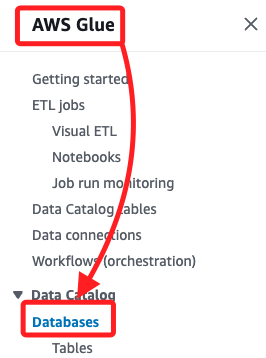 AWS Glue
Getting started
ETL jobs
Visual ETL
Notebooks
Job run monitoring
Data Catalog tables
Data connections
Workflows (orchestration)
Data Catalog
Databases
Tables